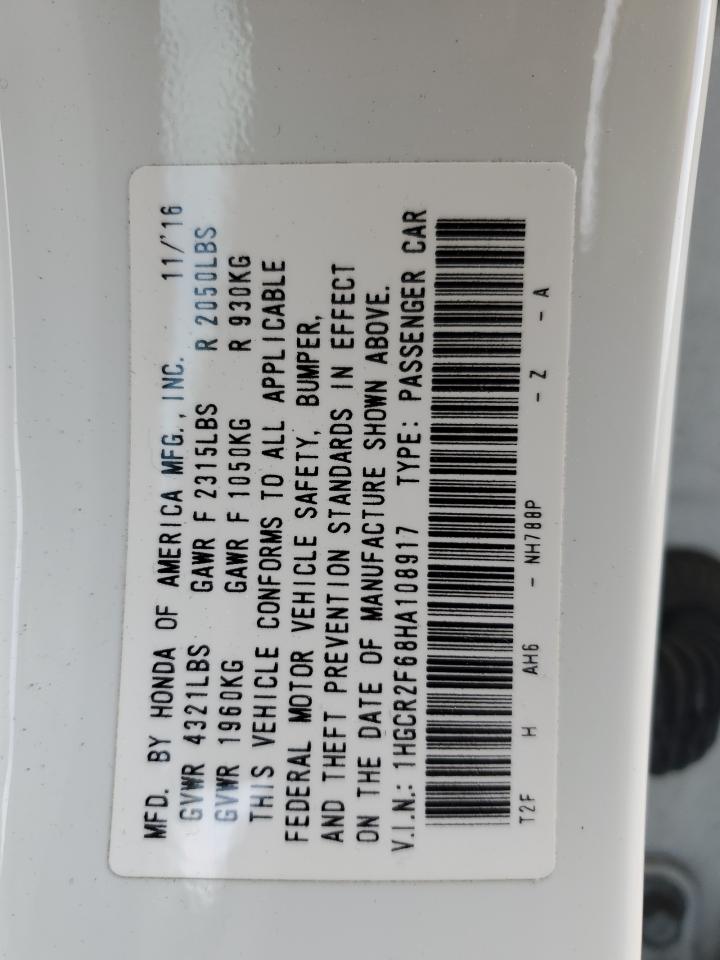 MFD. BY HONDA OF AMERICA MFG., INC. 11/'16
GVWR 4321LBS GAWR F 2315LBS R 2050LBS
GVWR 1960KG GAWR F 1050KG R 930KG
THIS VEHICLE CONFORMS TO ALL APPLICABLE
FEDERAL MOTOR VEHICLE SAFETY, BUMPER,
AND THEFT PREVENTION STANDARDS IN EFFECT
ON THE DATE OF MANUFACTURE SHOWN ABOVE.
V.I.N.: 1HGCR2F68HA108917 TYPE: PASSENGER CAR
T2F H AH6 - NH788P - Z - A